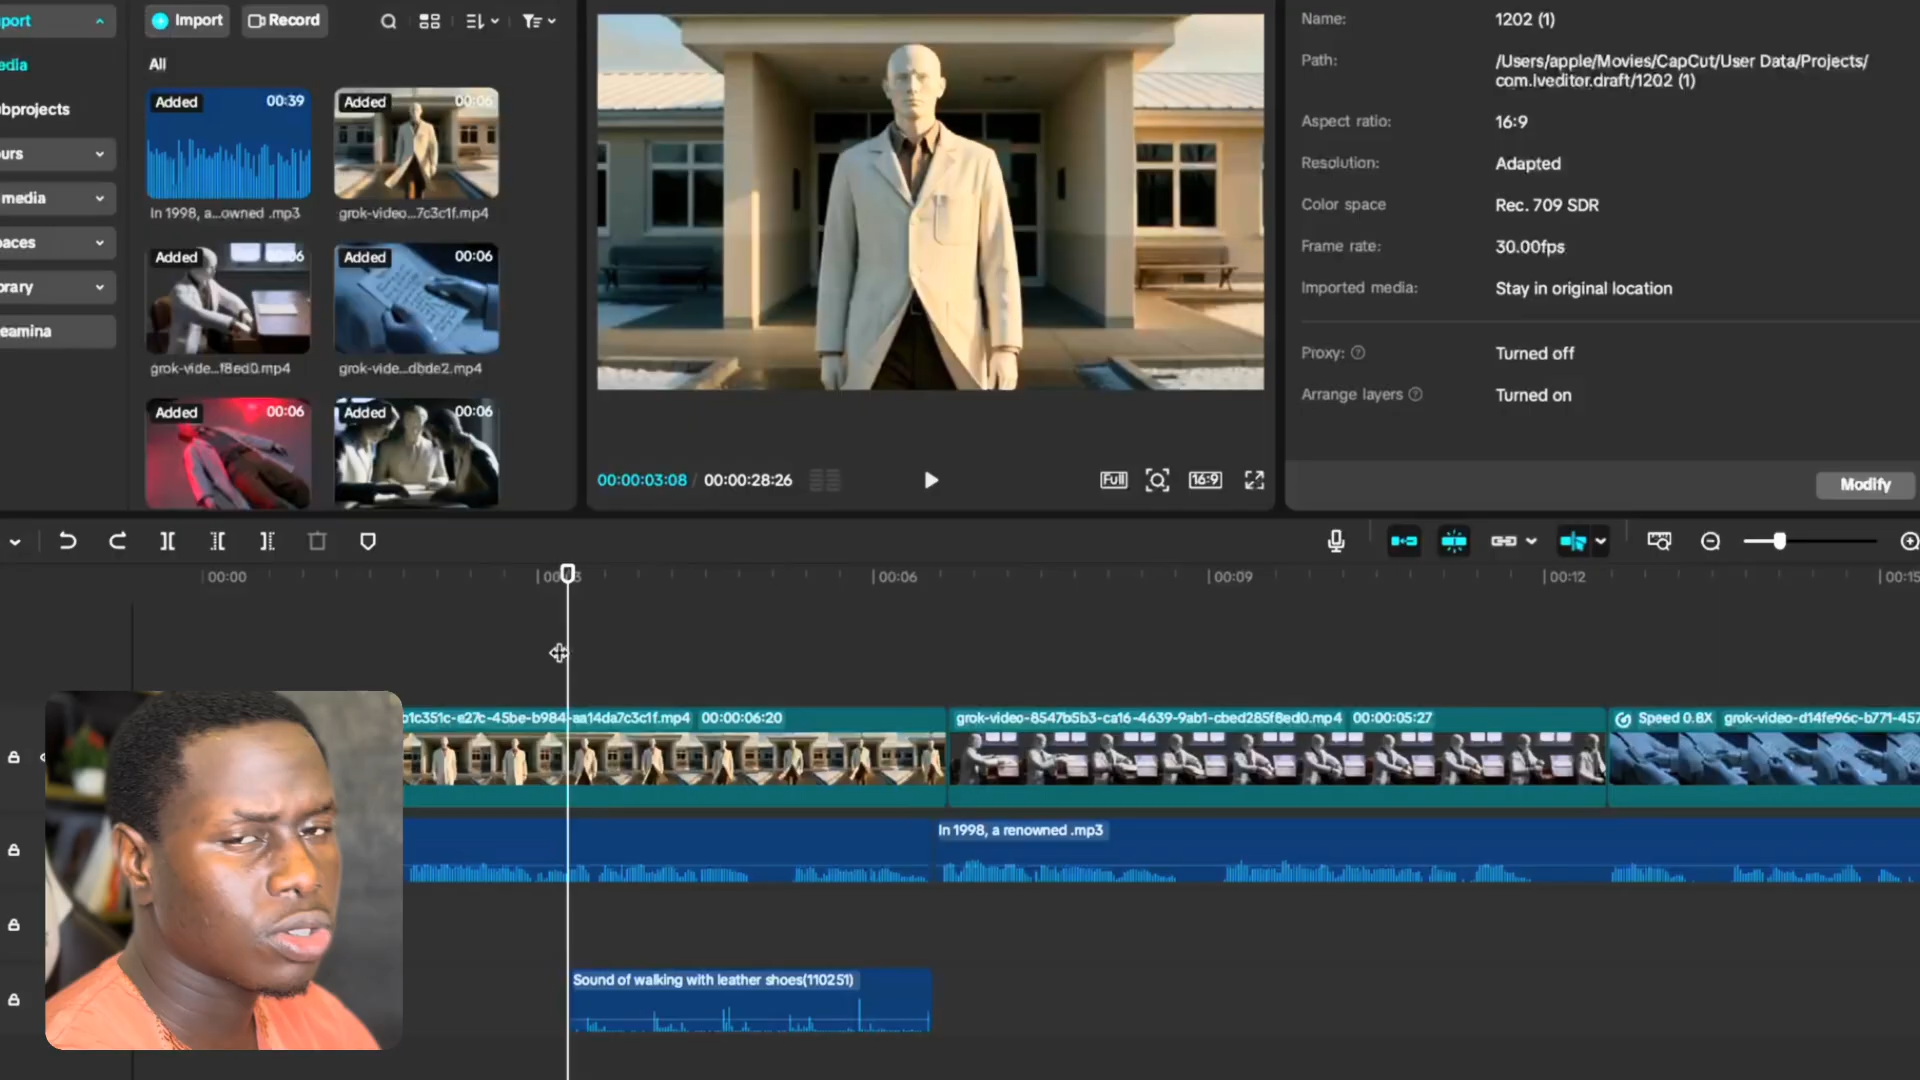 port
Import
Record
Name:
1202 (1)
edia
All
Path:
/Users/apple/Movies/CapCut/User Data/Projects/
com.lveditor.draft/1202 (1)
bprojects
Added
00:39
Added
00:06
Aspect ratio:
16:9
urs
Resolution:
Adapted
media
In 1998, a...owned .mp3
grok-video...7c3c1f.mp4
Color space
Rec. 709 SDR
paces
Added
Added
00:06
Frame rate:
30.00fps
brary
Imported media:
Stay in original location
eamina
grok-vide...f8ed0.mp4
grok-vide...dbde2.mp4
Proxy:
Turned off
Added
00:06
Added
00:06
Arrange layers
Turned on
00:00:03:08 / 00:00:28:26
Full
16:9
Modify
00:00
00:06
00:09
00:12
00:15
b1c351c-e27c-45be-b984-aa14da7c3c1f.mp4 00:00:06:20
grok-video-8547b5b3-ca16-4639-9ab1-cbed285f8ed0.mp4 00:00:05:27
Speed 0.8X grok-video-d14fe96c-b771-457
In 1998, a renowned .mp3
Sound of walking with leather shoes(110251)